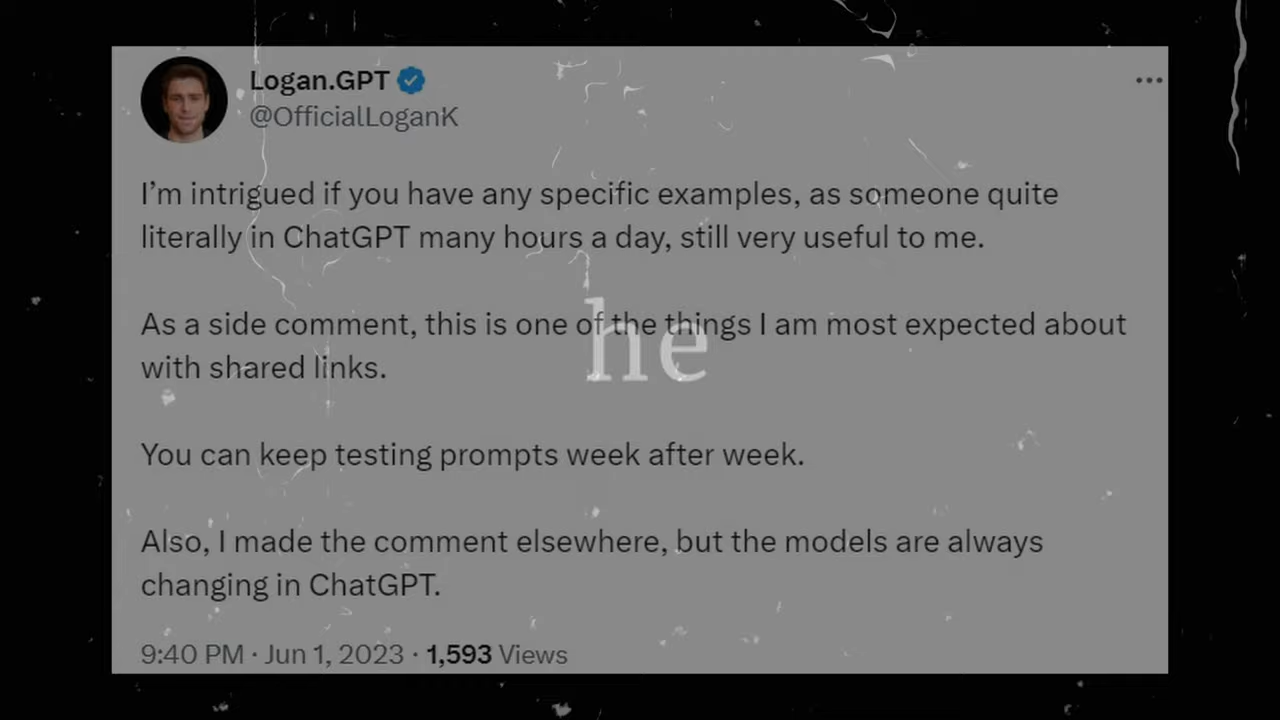 Logan.GPT
@OfficialLoganK
I’m intrigued if you have any specific examples, as someone quite
literally in ChatGPT many hours a day, still very useful to me.
As a side comment, this is one of the things I am most expected about
with shared links.
he
You can keep testing prompts week after week.
Also, I made the comment elsewhere, but the models are always
changing in ChatGPT.
9:40 PM · Jun 1, 2023 · 1,593 Views